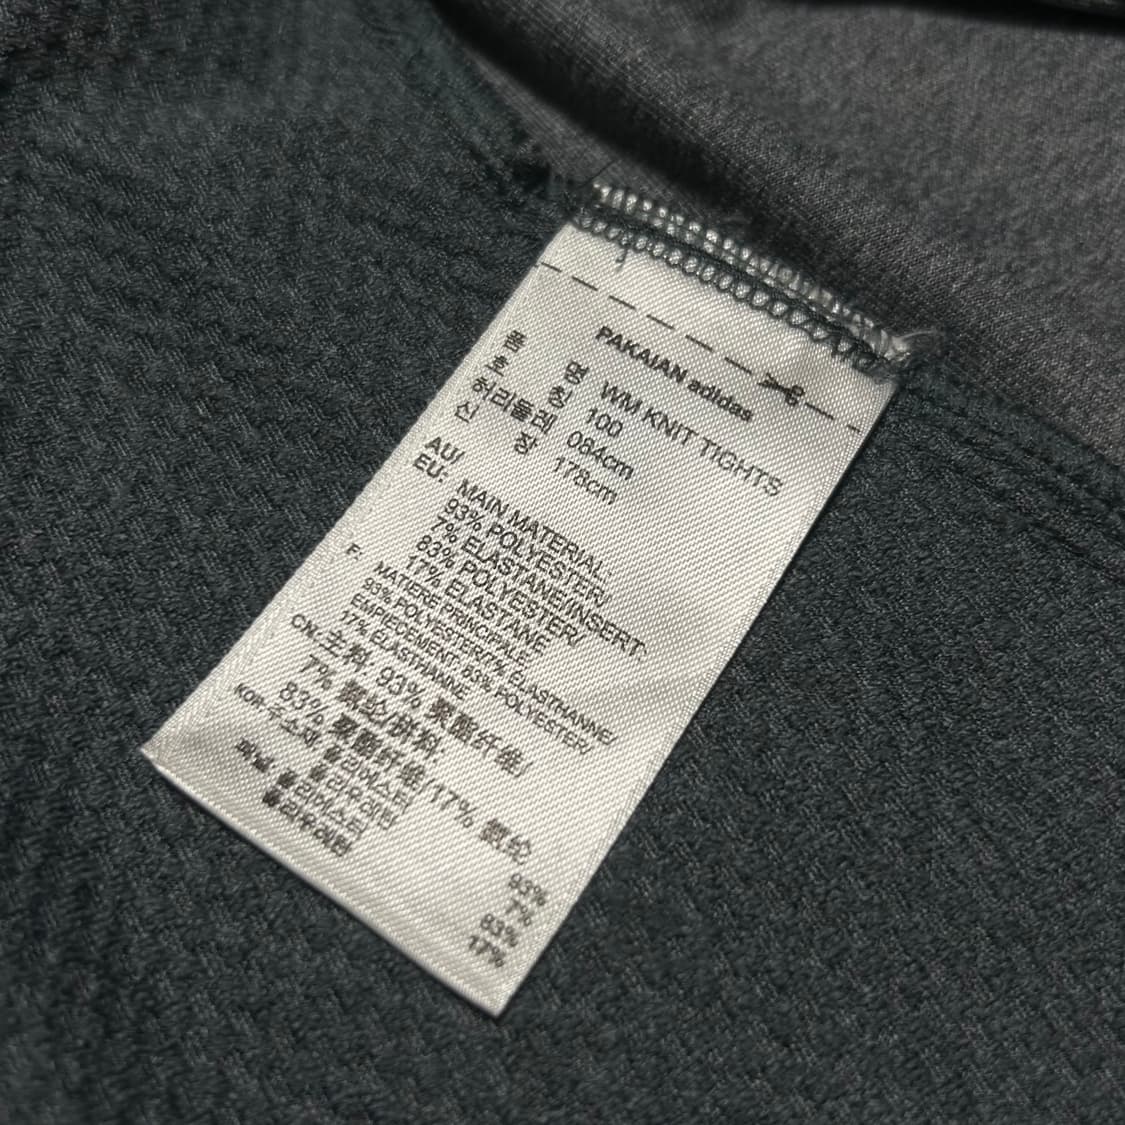 PAKAIAN adidas
품 명 WM KNIT TIGHTS
호 칭 100
허리둘레 084cm
신 장 178cm
AU/
EU: MAIN MATERIAL:
93% POLYESTER/
7% ELASTANE/INSERT:
83% POLYESTER/
17% ELASTANE
F: MATIERE PRINCIPALE:
93% POLYESTER/7% ELASTHANNE/
EMPIECEMENT: 83% POLYESTER/
17% ELASTHANNE
CN: 主料: 93% 聚酯纤维/
7% 氨纶/拼料:
83% 聚酯纤维/17% 氨纶
KOR: 주소재 폴리에스터 93%
폴리우레탄 7%
폴리에스터 83%
폴리우레탄 17%